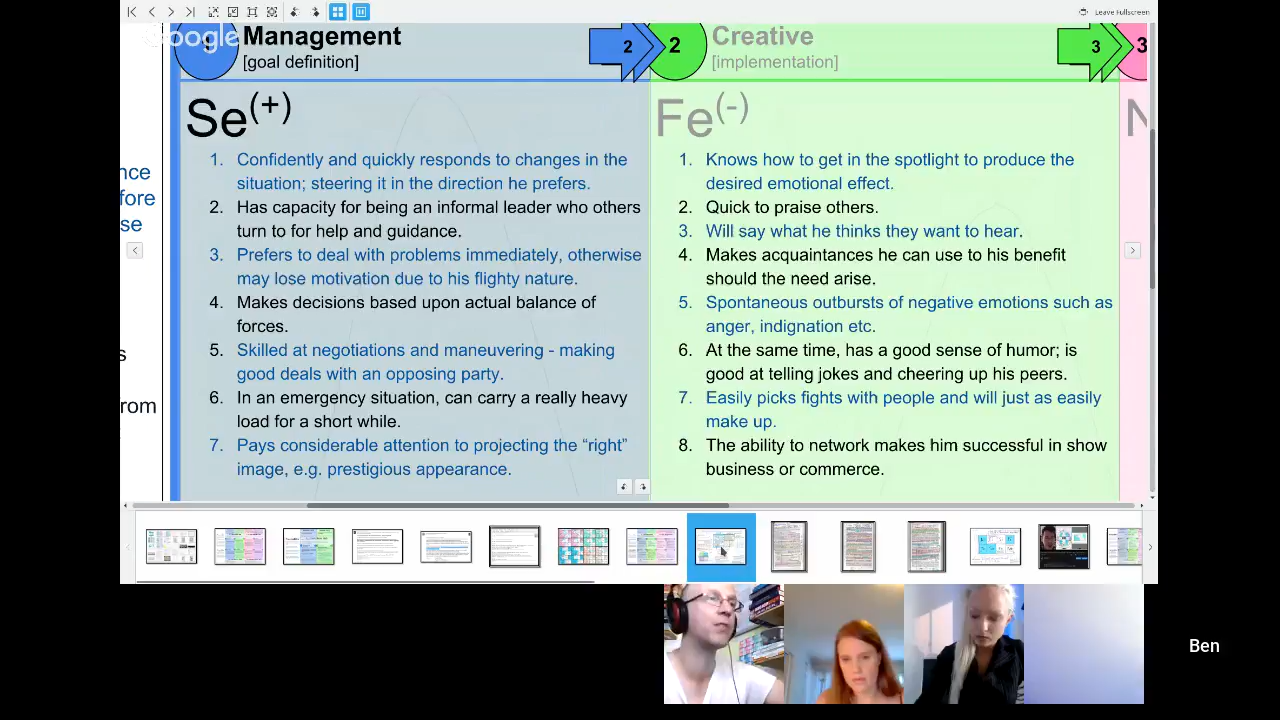 Leave Fullscreen
Google
Management
[goal definition]
2
2
Creative
[implementation]
3
3
Se(+)
1. Confidently and quickly responds to changes in the
situation; steering it in the direction he prefers.
2. Has capacity for being an informal leader who others
turn to for help and guidance.
3. Prefers to deal with problems immediately, otherwise
may lose motivation due to his flighty nature.
4. Makes decisions based upon actual balance of
forces.
5. Skilled at negotiations and maneuvering - making
good deals with an opposing party.
6. In an emergency situation, can carry a really heavy
load for a short while.
7. Pays considerable attention to projecting the “right”
image, e.g. prestigious appearance.
Fe(-)
1. Knows how to get in the spotlight to produce the
desired emotional effect.
2. Quick to praise others.
3. Will say what he thinks they want to hear.
4. Makes acquaintances he can use to his benefit
should the need arise.
5. Spontaneous outbursts of negative emotions such as
anger, indignation etc.
6. At the same time, has a good sense of humor; is
good at telling jokes and cheering up his peers.
7. Easily picks fights with people and will just as easily
make up.
8. The ability to network makes him successful in show
business or commerce.
Ben